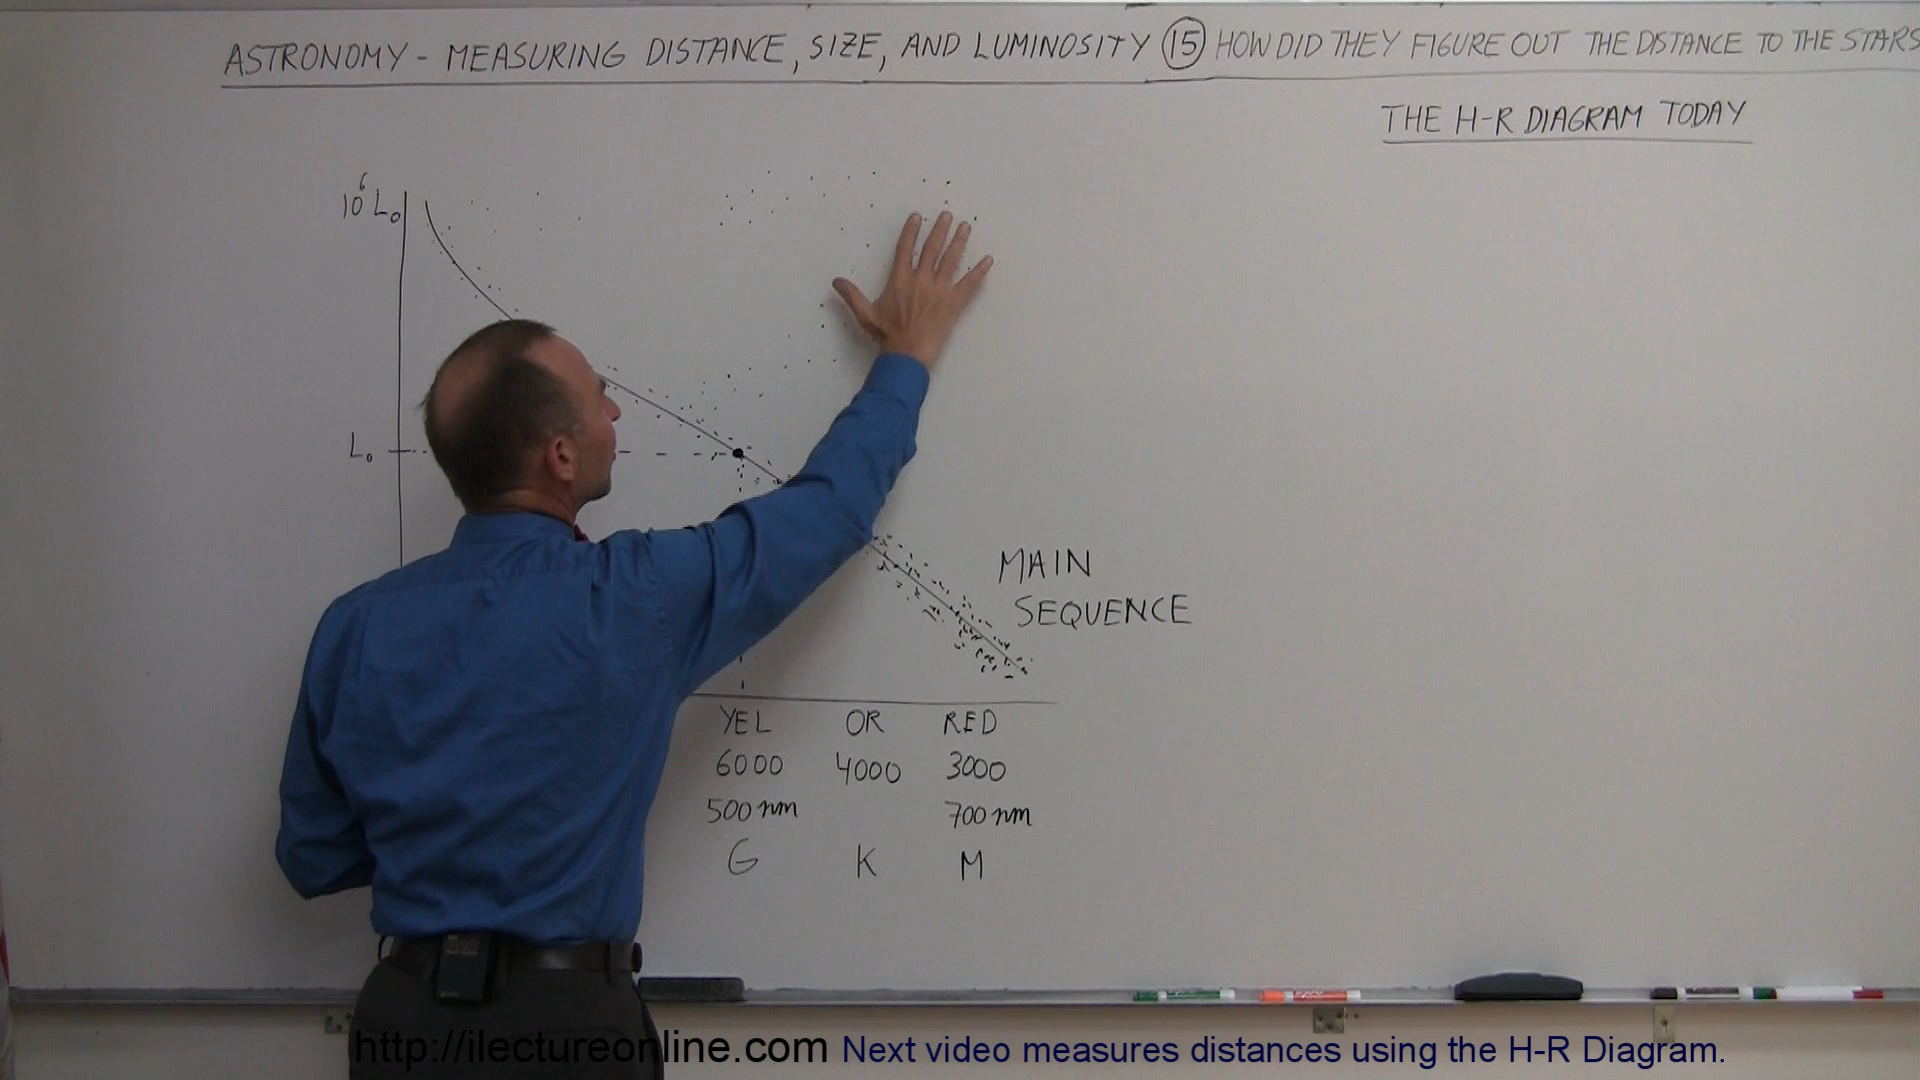 ASTRONOMY - MEASURING DISTANCE, SIZE, AND LUMINOSITY 15 HOW DID THEY FIGURE OUT THE DISTANCE TO THE STARS
THE H-R DIAGRAM TODAY
10⁶ L₀
L₀
MAIN
SEQUENCE
YEL OR RED
6000 4000 3000
500 nm 700 nm
G K M
http://ilectureonline.com Next video measures distances using the H-R Diagram.